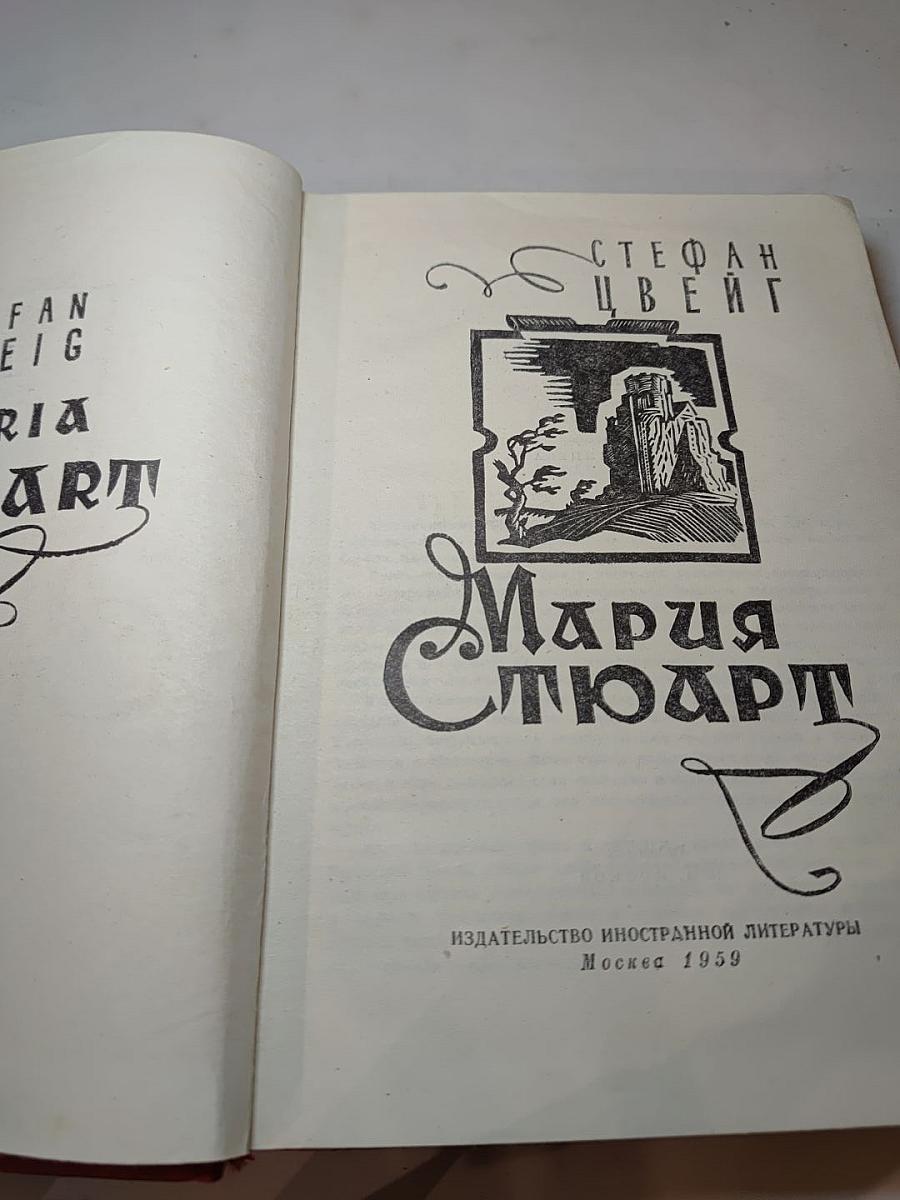 FAN
EIG
RIA
ART
СТЕФАН
ЦВЕЙГ
МАРИЯ
СТЮАРТ
ИЗДАТЕЛЬСТВО ИНОСТРАННОЙ ЛИТЕРАТУРЫ
Москва 1959